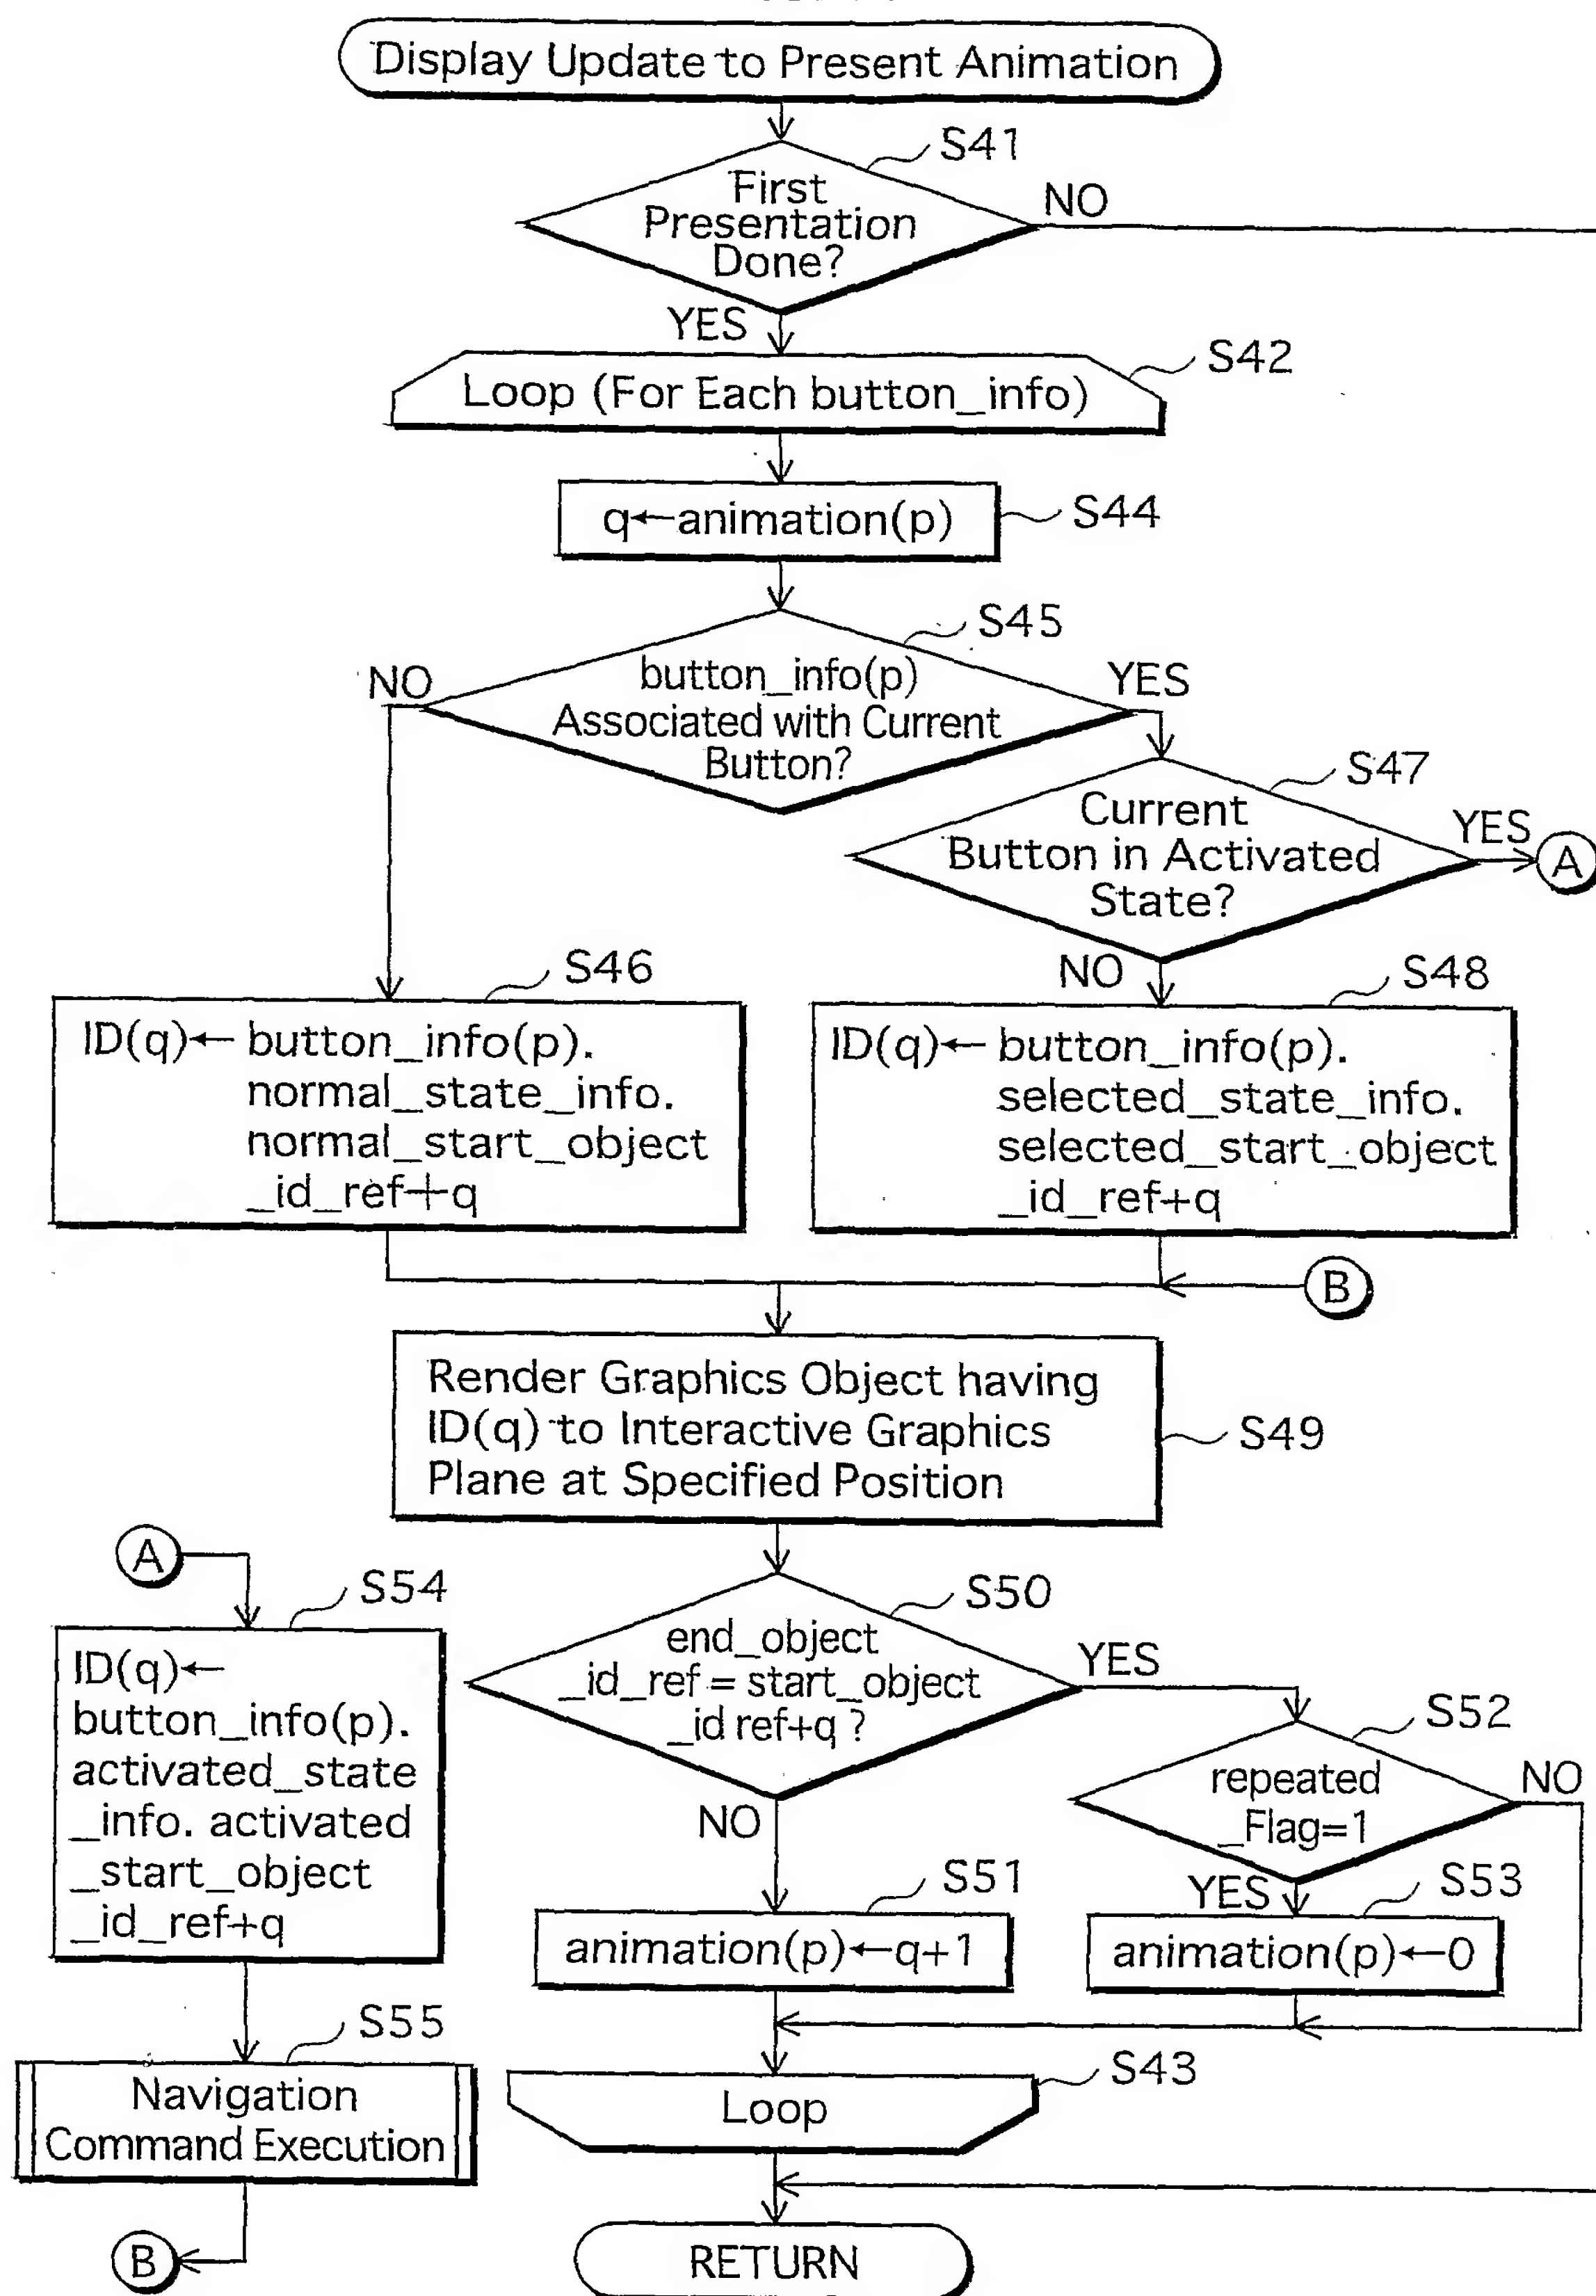 Display Update to Present Animation
S41
First
Presentation
Done?
NO
YES
S42
Loop (For Each button_info)
q←animation(p)
S44
S45
NO
button_info(p)
Associated with Current
Button?
YES
S47
Current
Button in Activated
State?
YES
A
NO
S46
ID(q)← button_info(p).
normal_state_info.
normal_start_object
_id_ref+q
S48
ID(q)← button_info(p).
selected_state_info.
selected_start_object
_id_ref+q
B
Render Graphics Object having
ID(q) to Interactive Graphics
Plane at Specified Position
S49
A
S54
ID(q)←
button_info(p).
activated_state
_info. activated
_start_object
_id_ref+q
S50
end_object
_id_ref = start_object
_id ref+q ?
YES
NO
S52
repeated
_Flag=1
NO
YES
S51
animation(p)←q+1
S53
animation(p)←0
S55
Navigation
Command Execution
S43
Loop
B
RETURN